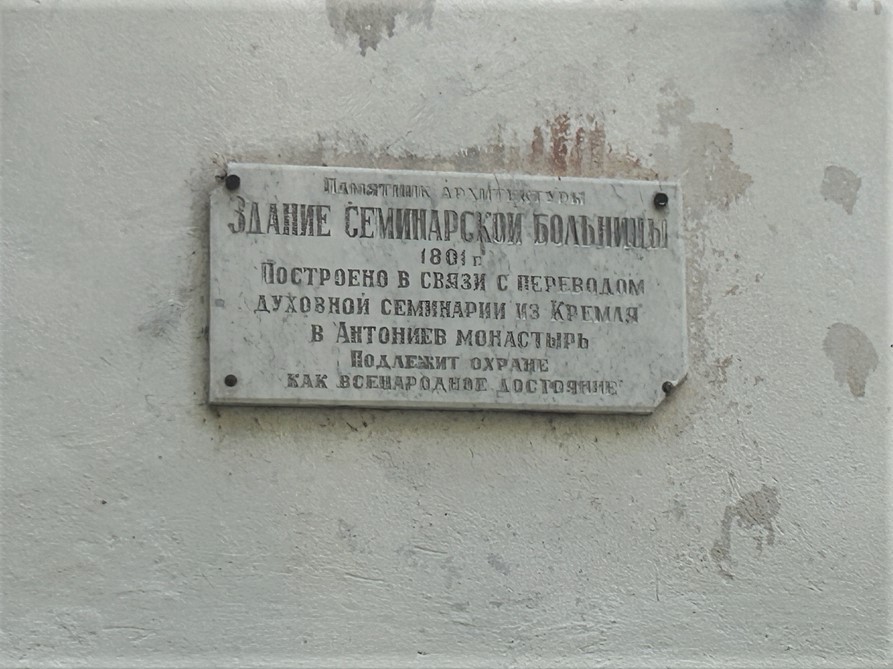 Памятник архитектуры
Здание семинарской больницы
1801 г.
Построено в связи с переводом
духовной семинарии из Кремля
в Антониев монастырь
Подлежит охране
как всенародное достояние